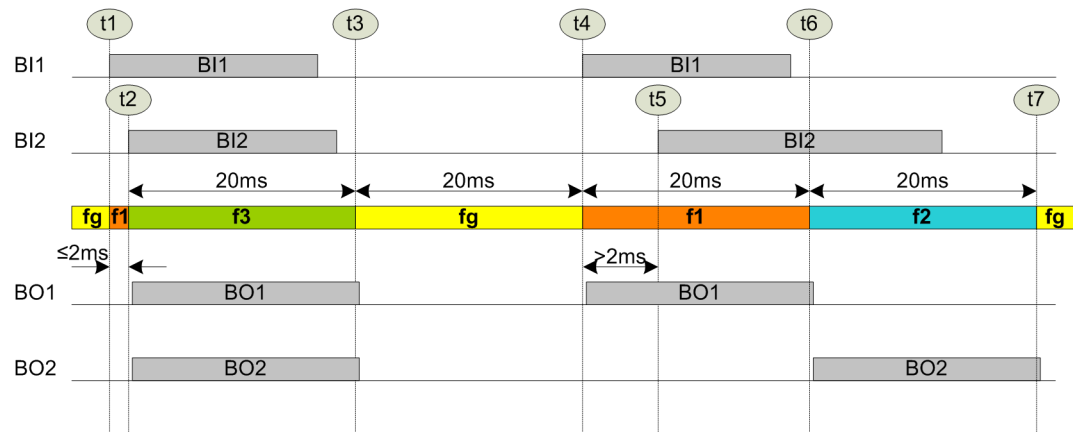 t1 t3 t4 t6
BI1 BI1 BI1
t2 t5 t7
BI2 BI2 BI2
20ms 20ms 20ms 20ms
fg f1 f3 fg f1 f2 fg
≤2ms >2ms
BO1 BO1 BO1
BO2 BO2 BO2